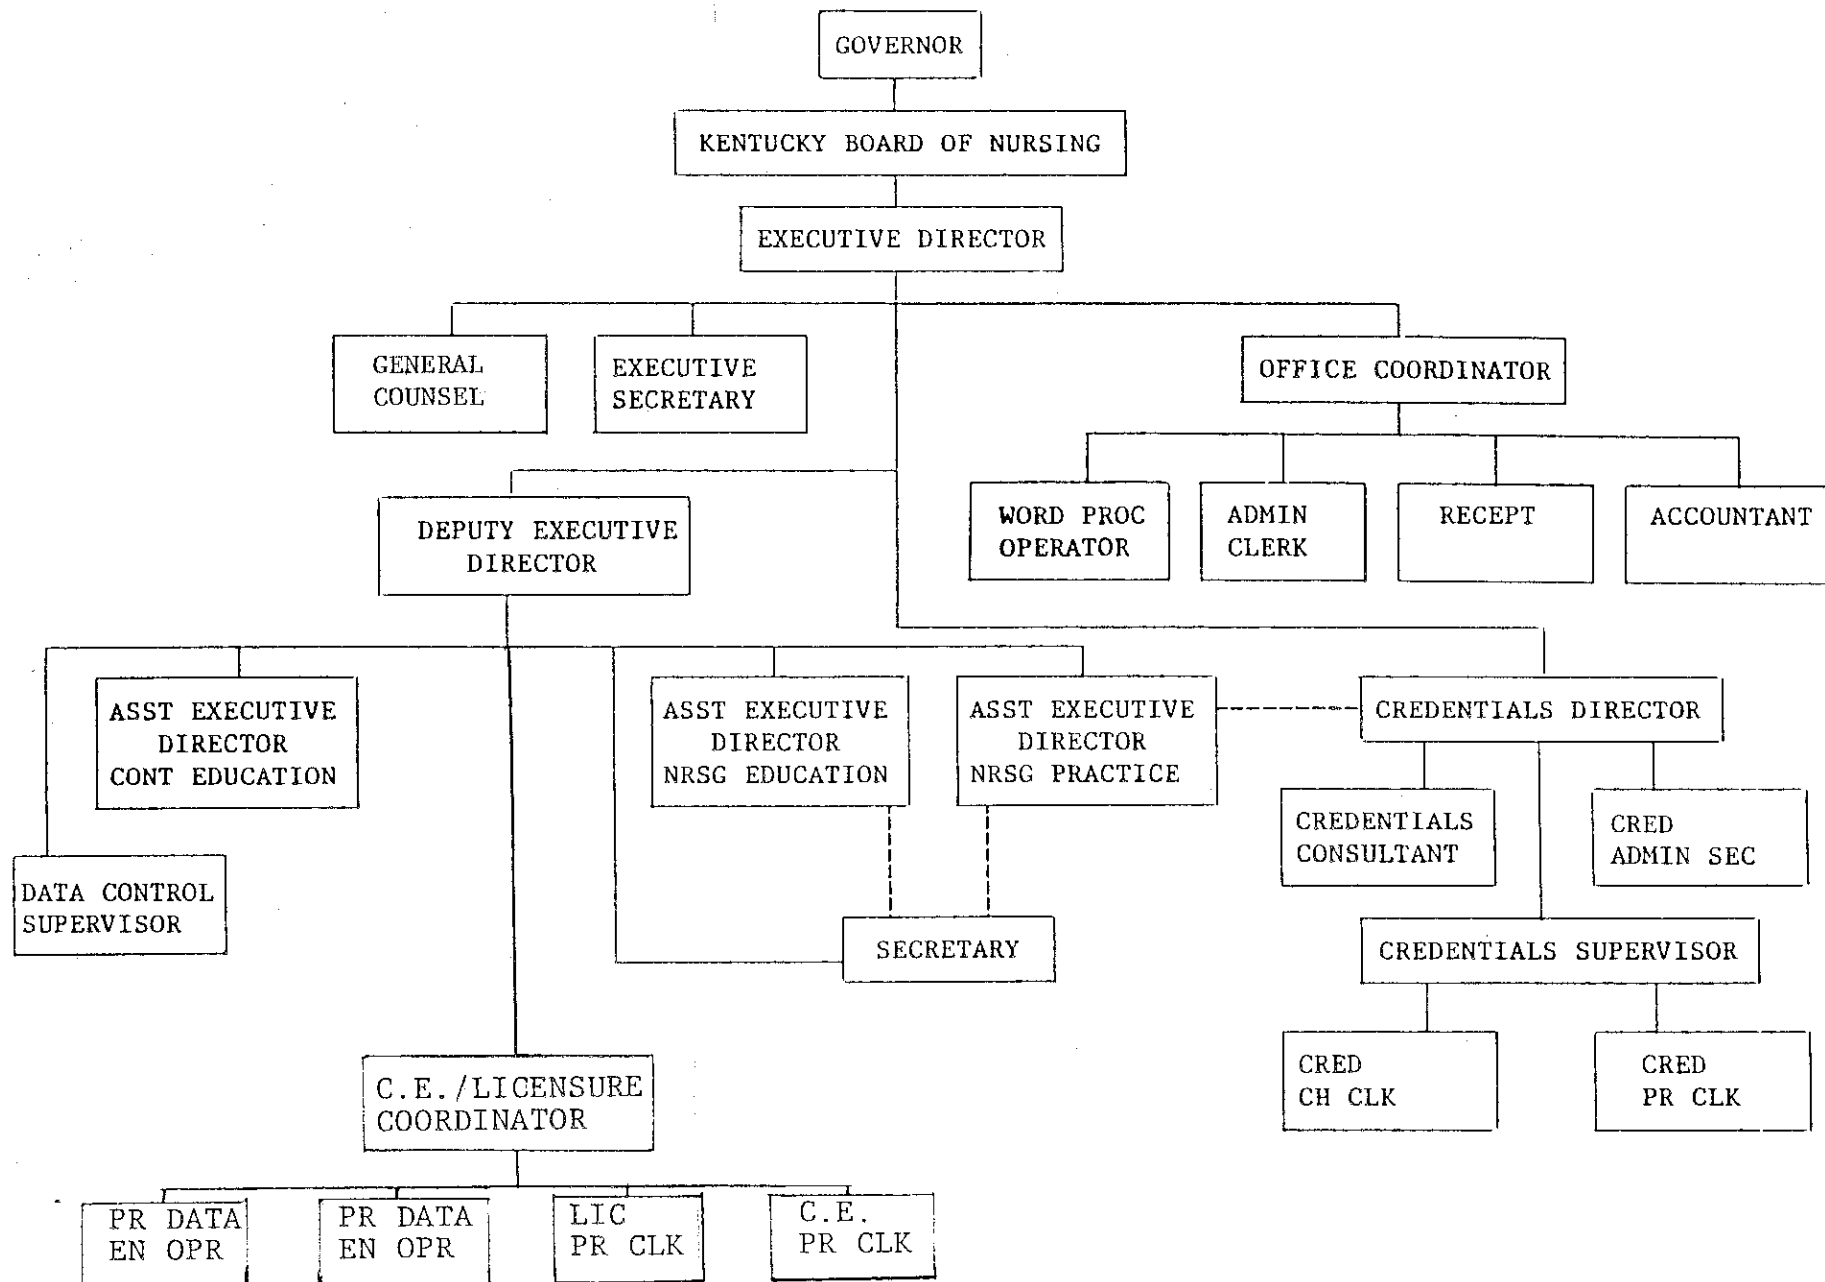 GOVERNOR
KENTUCKY BOARD OF NURSING
EXECUTIVE DIRECTOR
GENERAL
COUNSEL
EXECUTIVE
SECRETARY
OFFICE COORDINATOR
WORD PROC
OPERATOR
ADMIN
CLERK
RECEPT
ACCOUNTANT
DEPUTY EXECUTIVE
DIRECTOR
ASST EXECUTIVE
DIRECTOR
CONT EDUCATION
ASST EXECUTIVE
DIRECTOR
NRSG EDUCATION
ASST EXECUTIVE
DIRECTOR
NRSG PRACTICE
CREDENTIALS DIRECTOR
CREDENTIALS
CONSULTANT
CRED
ADMIN SEC
DATA CONTROL
SUPERVISOR
SECRETARY
CREDENTIALS SUPERVISOR
CRED
CH CLK
CRED
PR CLK
C.E./LICENSURE
COORDINATOR
PR DATA
EN OPR
PR DATA
EN OPR
LIC
PR CLK
C.E.
PR CLK